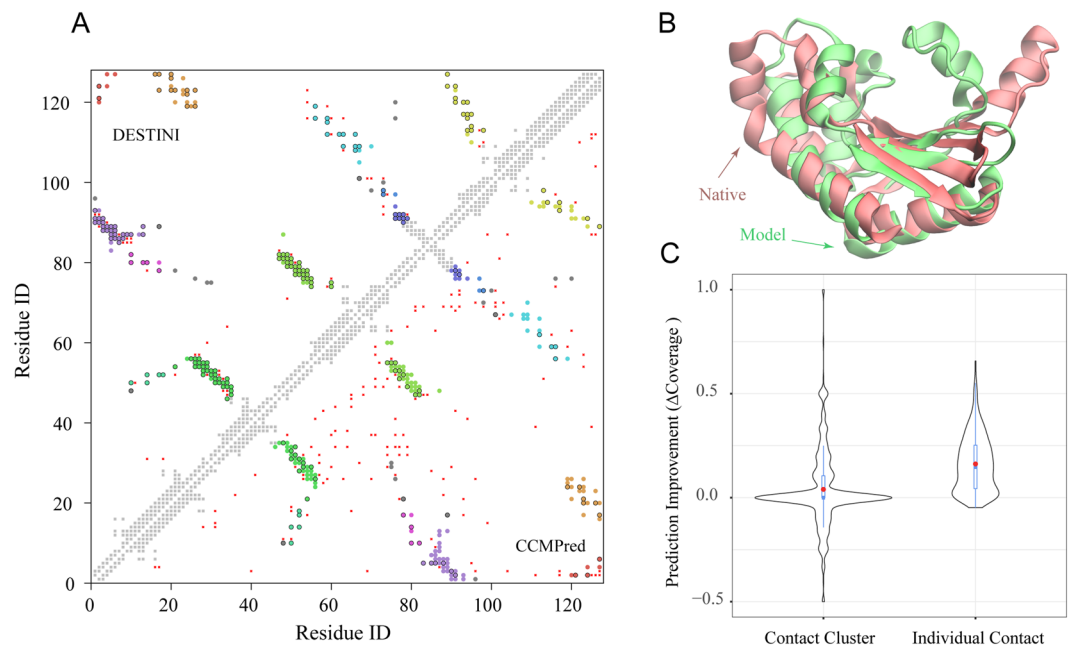 A
DESTINI
CCMPred
120
100
80
60
40
20
0
0 20 40 60 80 100 120
Residue ID
Residue ID
B
Native
Model
C
1.0
0.5
0.0
−0.5
Prediction Improvement (ΔCoverage )
Contact Cluster Individual Contact